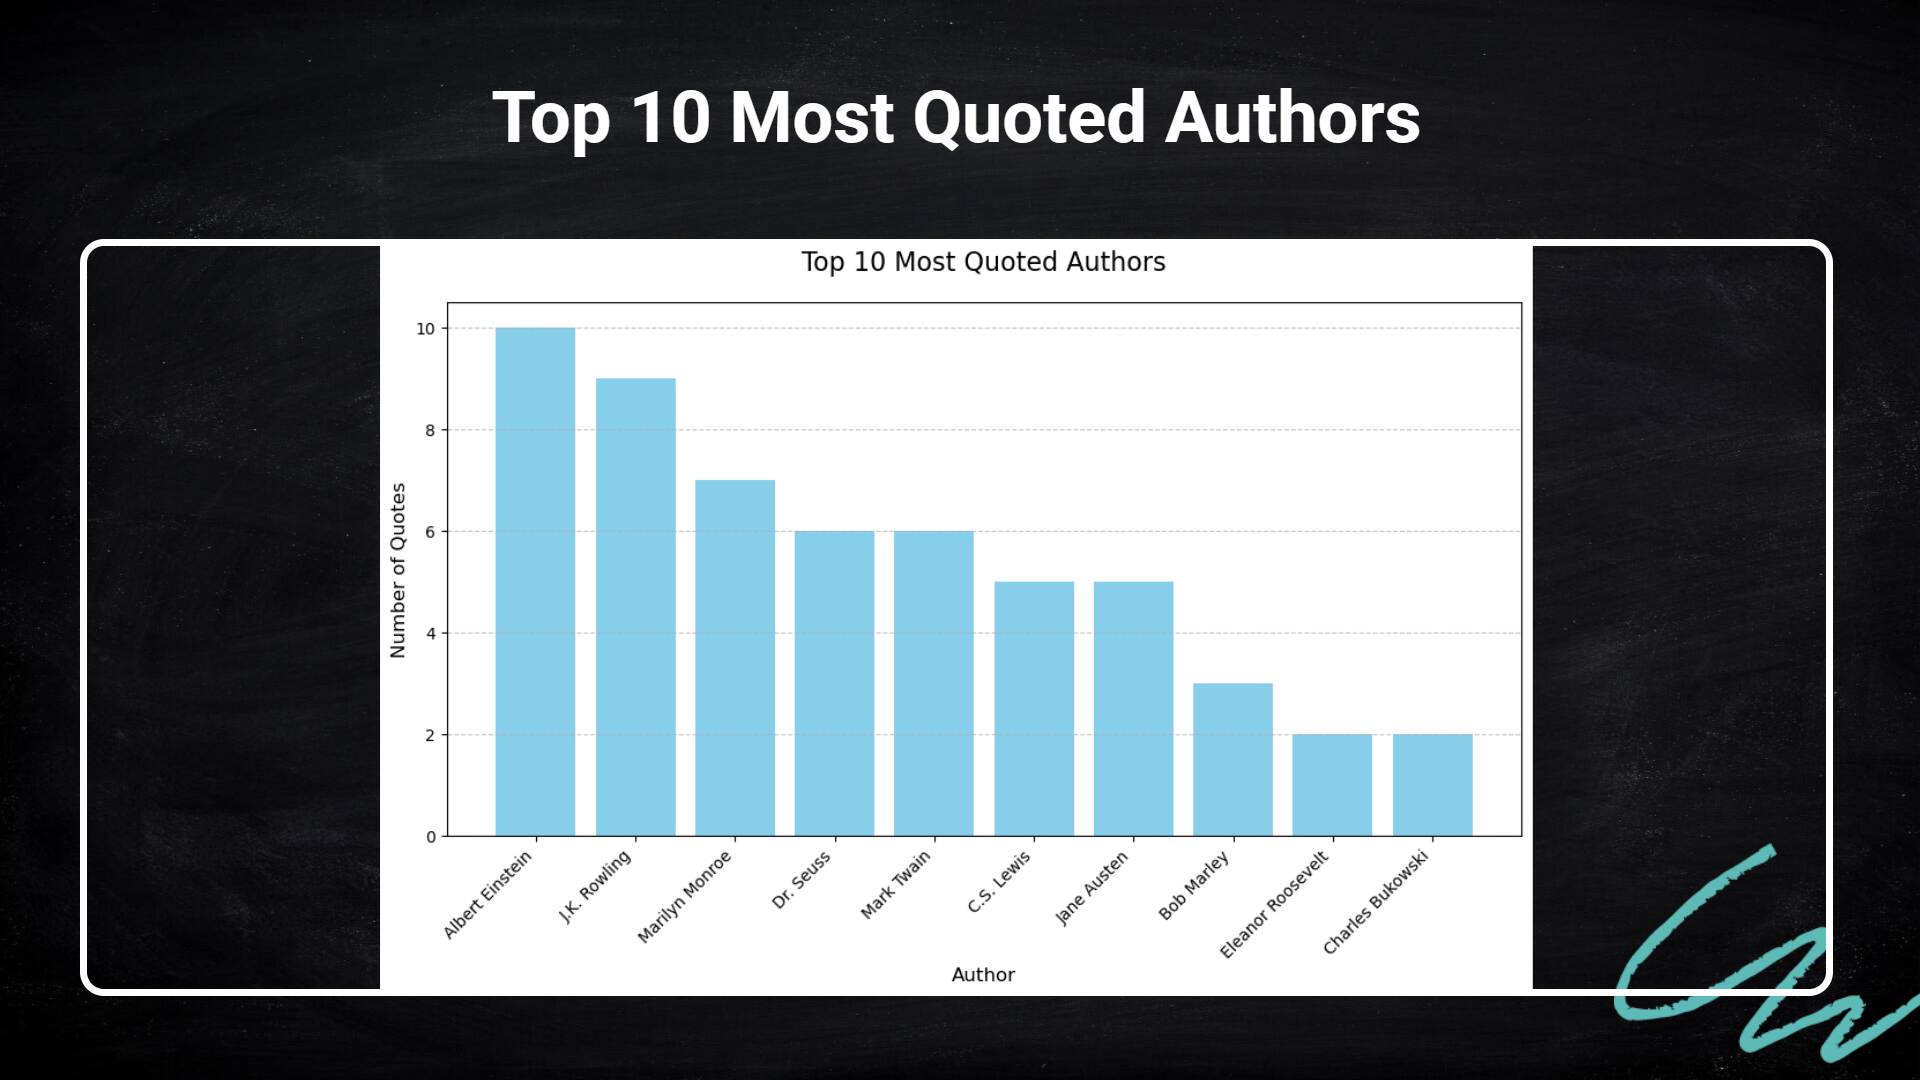 Top 10 Most Quoted Authors
Top 10 Most Quoted Authors
Number of Quotes
10
8
6
4
2
0
Albert Einstein
J.K. Rowling
Marilyn Monroe
Dr. Seuss
Mark Twain
C.S. Lewis
Jane Austen
Bob Marley
Eleanor Roosevelt
Charles Bukowski
Author